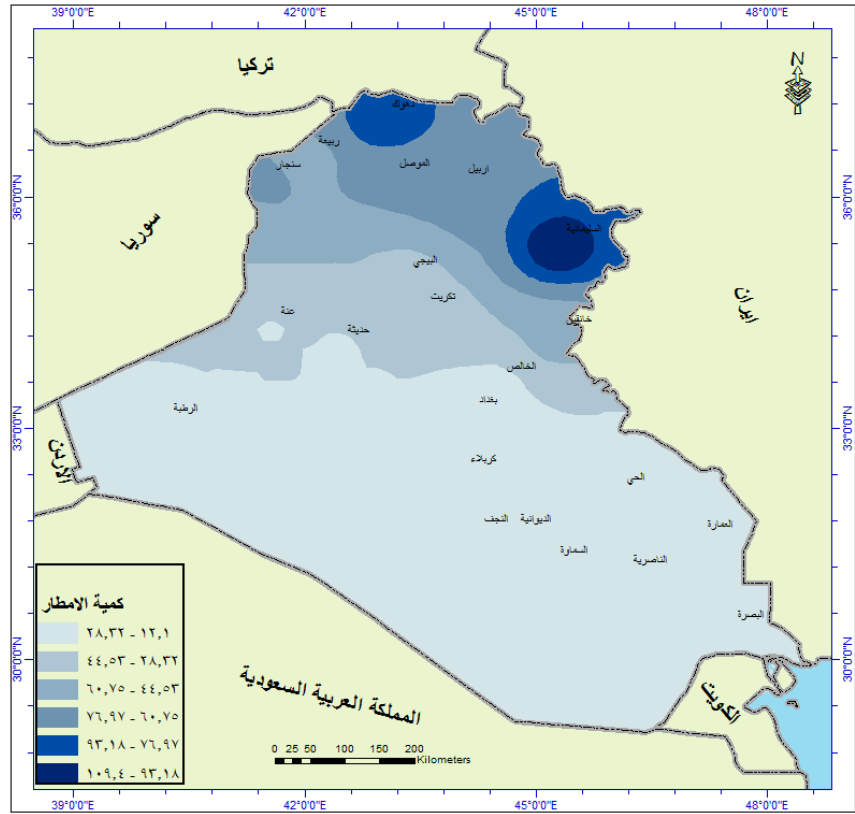 39°0'0"E 42°0'0"E 45°0'0"E 48°0'0"E
تركيا
N
دهوك
ربيعة
سنجار الموصل اربيل
36°0'0"N 36°0'0"N
سوريا
السليمانية
البيجي
تكريت
ايران
عنة
حديثة
خانقين
الخالص
الرطبة
بغداد
33°0'0"N 33°0'0"N
الأردن
كربلاء
الحي
النجف الديوانية
العمارة
السماوة
الناصرية
البصرة
كمية الامطار
١٢,١ - ٢٨,٣٢
٢٨,٣٢ - ٤٤,٥٣
٤٤,٥٣ - ٦٠,٧٥
٦٠,٧٥ - ٧٦,٩٧
٧٦,٩٧ - ٩٣,١٨
٩٣,١٨ - ١٠٩,٤
30°0'0"N 30°0'0"N
المملكة العربية السعودية
الكويت
0 25 50 100 150 200
Kilometers
39°0'0"E 42°0'0"E 45°0'0"E 48°0'0"E